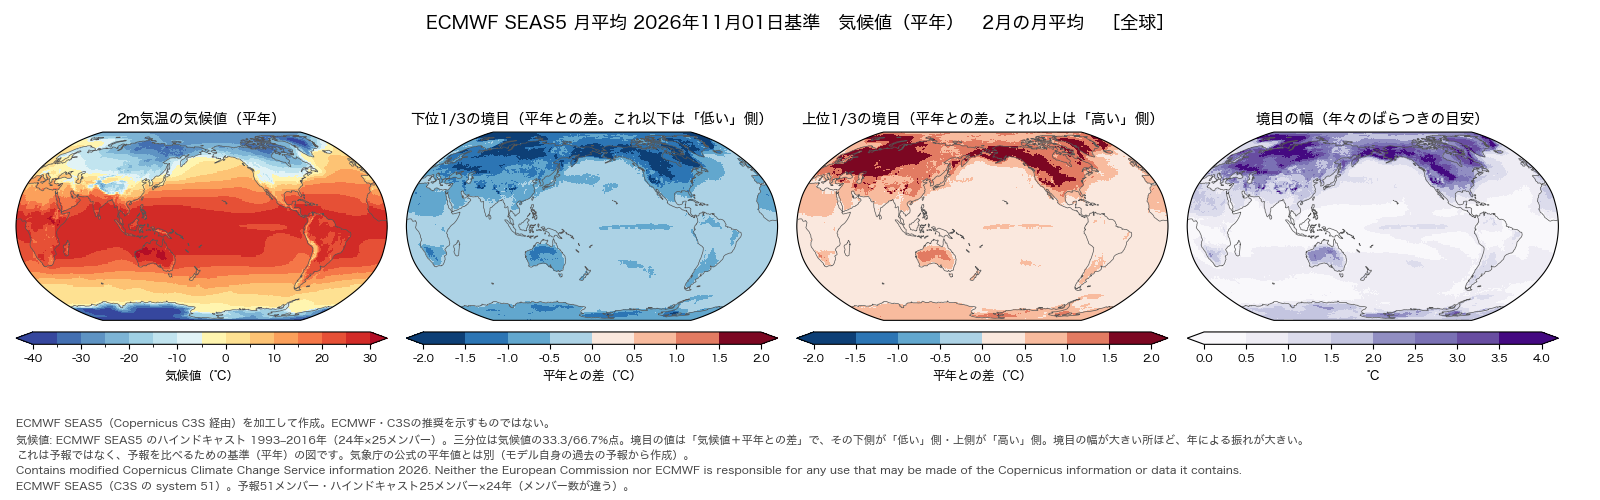 ECMWF SEAS5 月平均 2026年11月01日基準　気候値（平年）　2月の月平均　［全球］
2m気温の気候値（平年）
下位1/3の境目（平年との差。これ以下は「低い」側）
上位1/3の境目（平年との差。これ以上は「高い」側）
境目の幅（年々のばらつきの目安）
-40 -30 -20 -10 0 10 20 30
-2.0 -1.5 -1.0 -0.5 0.0 0.5 1.0 1.5 2.0
-2.0 -1.5 -1.0 -0.5 0.0 0.5 1.0 1.5 2.0
0.0 0.5 1.0 1.5 2.0 2.5 3.0 3.5 4.0
気候値（℃）
平年との差（℃）
平年との差（℃）
℃
ECMWF SEAS5（Copernicus C3S 経由）を加工して作成。ECMWF・C3Sの推奨を示すものではない。
気候値: ECMWF SEAS5 のハインドキャスト 1993–2016年（24年×25メンバー）。三分位は気候値の33.3/66.7%点。境目の値は「気候値＋平年との差」で、その下側が「低い」側・上側が「高い」側。境目の幅が大きい所ほど、年による振れが大きい。
これは予報ではなく、予報を比べるための基準（平年）の図です。気象庁の公式の平年値とは別（モデル自身の過去の予報から作成）。
Contains modified Copernicus Climate Change Service information 2026. Neither the European Commission nor ECMWF is responsible for any use that may be made of the Copernicus information or data it contains.
ECMWF SEAS5（C3S の system 51）。予報51メンバー・ハインドキャスト25メンバー×24年（メンバー数が違う）。